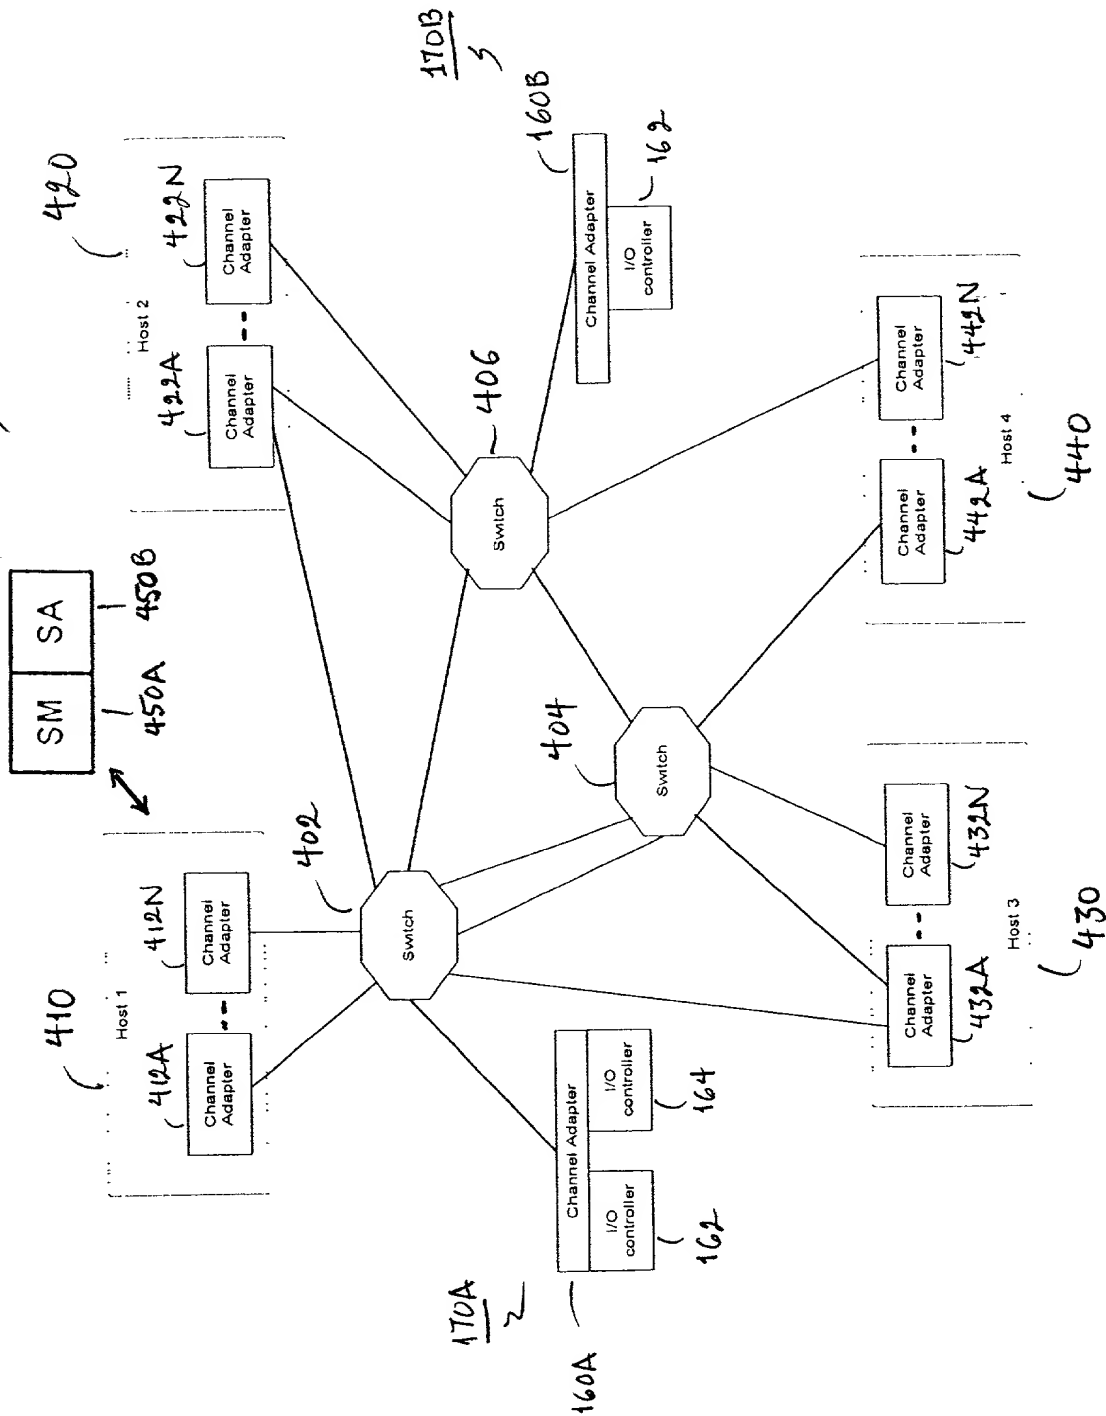 410
SM SA
420
Host 1
450A 450B
Host 2
412A 412N
422A 422N
Channel
Adapter
Channel
Adapter
Channel
Adapter
Channel
Adapter
402
Switch
170A
170B
406
Switch
404
160A
160B
Channel Adapter
I/O
controller
I/O
controller
162
164
Channel Adapter
I/O
controller
162
Switch
Channel
Adapter
Channel
Adapter
Channel
Adapter
Channel
Adapter
432A 432N
442A 442N
Host 3
Host 4
430
440